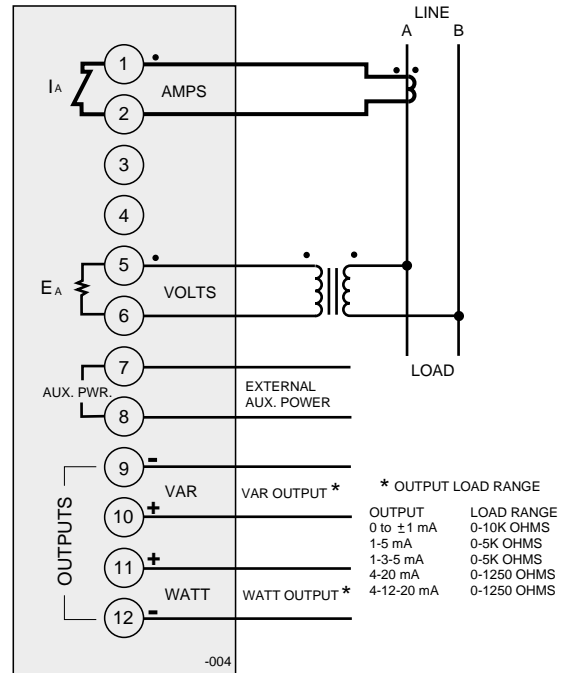 LINE
A B
1
IA
AMPS
2
3
4
5
EA
VOLTS
6
LOAD
7
AUX. PWR.
EXTERNAL
AUX. POWER
8
9 -
VAR
VAR OUTPUT *
10 +
OUTPUTS
11 +
WATT
WATT OUTPUT *
12 -
* OUTPUT LOAD RANGE
OUTPUT LOAD RANGE
0 to ±1 mA 0-10K OHMS
1-5 mA 0-5K OHMS
1-3-5 mA 0-5K OHMS
4-20 mA 0-1250 OHMS
4-12-20 mA 0-1250 OHMS
-004